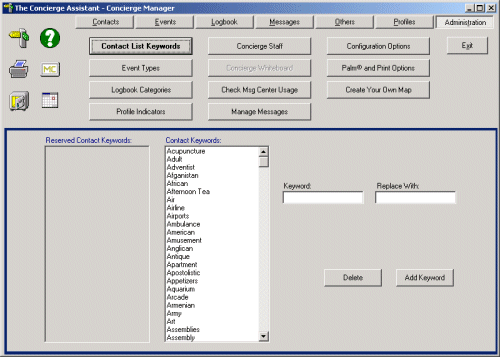 The Concierge Assistant - Concierge Manager
Contacts
Events
Logbook
Messages
Others
Profiles
Administration
Contact List Keywords
Concierge Staff
Configuration Options
Exit
Event Types
Concierge Whiteboard
Palm® and Print Options
MC
Logbook Categories
Check Msg Center Usage
Create Your Own Map
Profile Indicators
Manage Messages
Reserved Contact Keywords:
Contact Keywords:
Acupuncture
Adult
Adventist
Afganistan
African
Afternoon Tea
Air
Airline
Airports
Ambulance
American
Amusement
Anglican
Antique
Apartment
Apostolistic
Appetizers
Aquarium
Arcade
Armenian
Army
Art
Assemblies
Assembly
Keyword:
Replace With:
Delete
Add Keyword